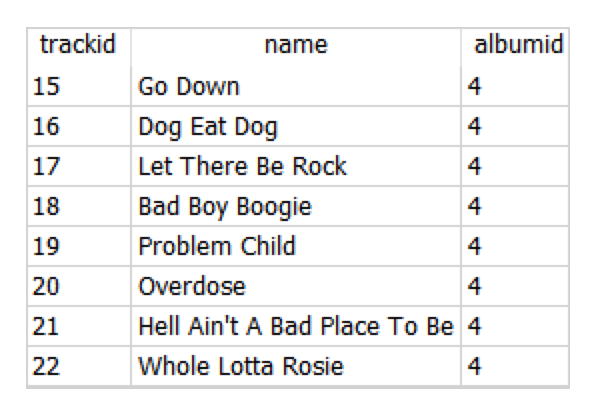 trackid name albumid
15 Go Down 4
16 Dog Eat Dog 4
17 Let There Be Rock 4
18 Bad Boy Boogie 4
19 Problem Child 4
20 Overdose 4
21 Hell Ain't A Bad Place To Be 4
22 Whole Lotta Rosie 4